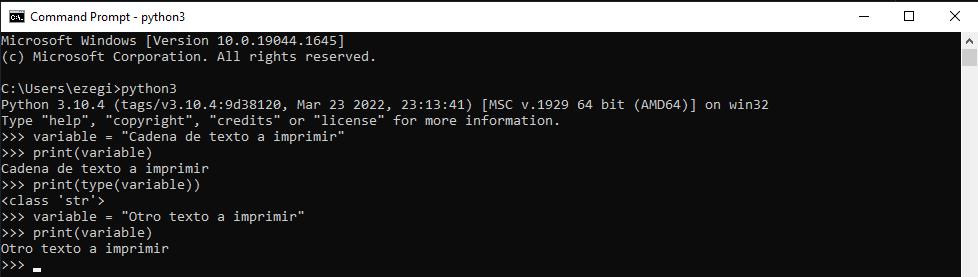 Command Prompt - python3
Microsoft Windows [Version 10.0.19044.1645]
(c) Microsoft Corporation. All rights reserved.
C:\Users\ezegi>python3
Python 3.10.4 (tags/v3.10.4:9d38120, Mar 23 2022, 23:13:41) [MSC v.1929 64 bit (AMD64)] on win32
Type "help", "copyright", "credits" or "license" for more information.
>>> variable = "Cadena de texto a imprimir"
>>> print(variable)
Cadena de texto a imprimir
>>> print(type(variable))
<class 'str'>
>>> variable = "Otro texto a imprimir"
>>> print(variable)
Otro texto a imprimir
>>>